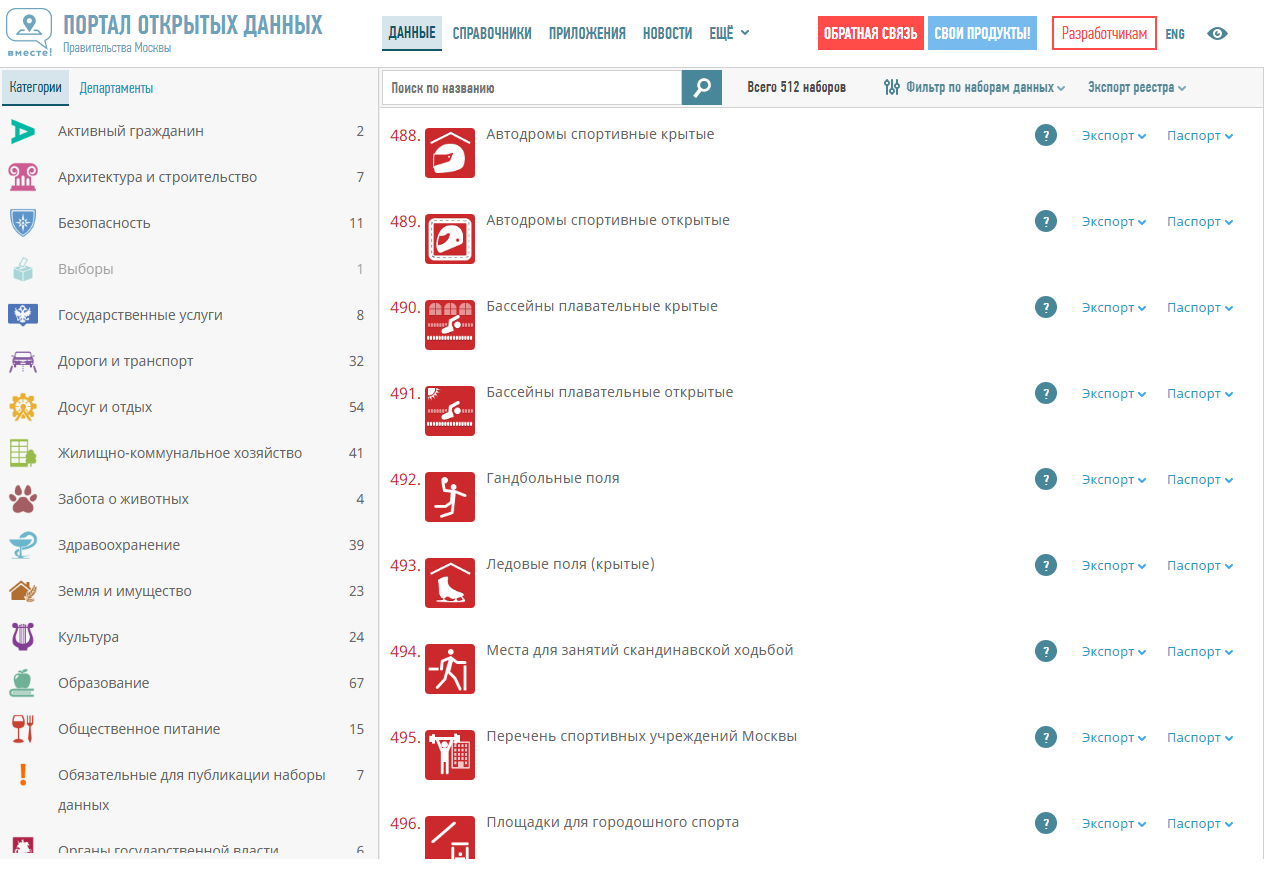 вместе!
ПОРТАЛ ОТКРЫТЫХ ДАННЫХ
Правительства Москвы
ДАННЫЕ СПРАВОЧНИКИ ПРИЛОЖЕНИЯ НОВОСТИ ЕЩЁ
ОБРАТНАЯ СВЯЗЬ СВОИ ПРОДУКТЫ! Разработчикам ENG
Категории Департаменты
Активный гражданин 2
Архитектура и строительство 7
Безопасность 11
Выборы 1
Государственные услуги 8
Дороги и транспорт 32
Досуг и отдых 54
Жилищно-коммунальное хозяйство 41
Забота о животных 4
Здравоохранение 39
Земля и имущество 23
Культура 24
Образование 67
Общественное питание 15
Обязательные для публикации наборы 7
данных
Органы государственной власти 6
Поиск по названию Всего 512 наборов Фильтр по наборам данных Экспорт реестра
488. Автодромы спортивные крытые ? Экспорт Паспорт
489. Автодромы спортивные открытые ? Экспорт Паспорт
490. Бассейны плавательные крытые ? Экспорт Паспорт
491. Бассейны плавательные открытые ? Экспорт Паспорт
492. Гандбольные поля ? Экспорт Паспорт
493. Ледовые поля (крытые) ? Экспорт Паспорт
494. Места для занятий скандинавской ходьбой ? Экспорт Паспорт
495. Перечень спортивных учреждений Москвы ? Экспорт Паспорт
496. Площадки для городошного спорта ? Экспорт Паспорт